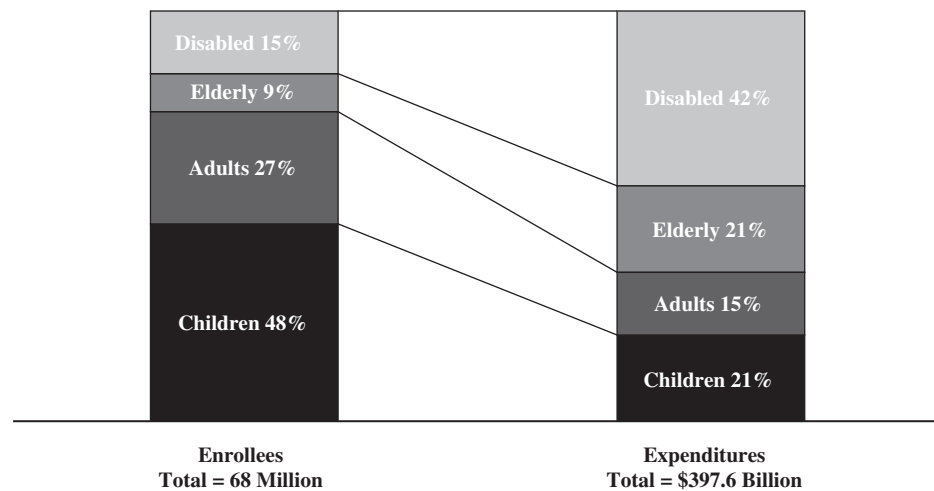 Disabled 15%
Elderly 9%
Adults 27%
Children 48%
Disabled 42%
Elderly 21%
Adults 15%
Children 21%
Enrollees
Total = 68 Million
Expenditures
Total = $397.6 Billion